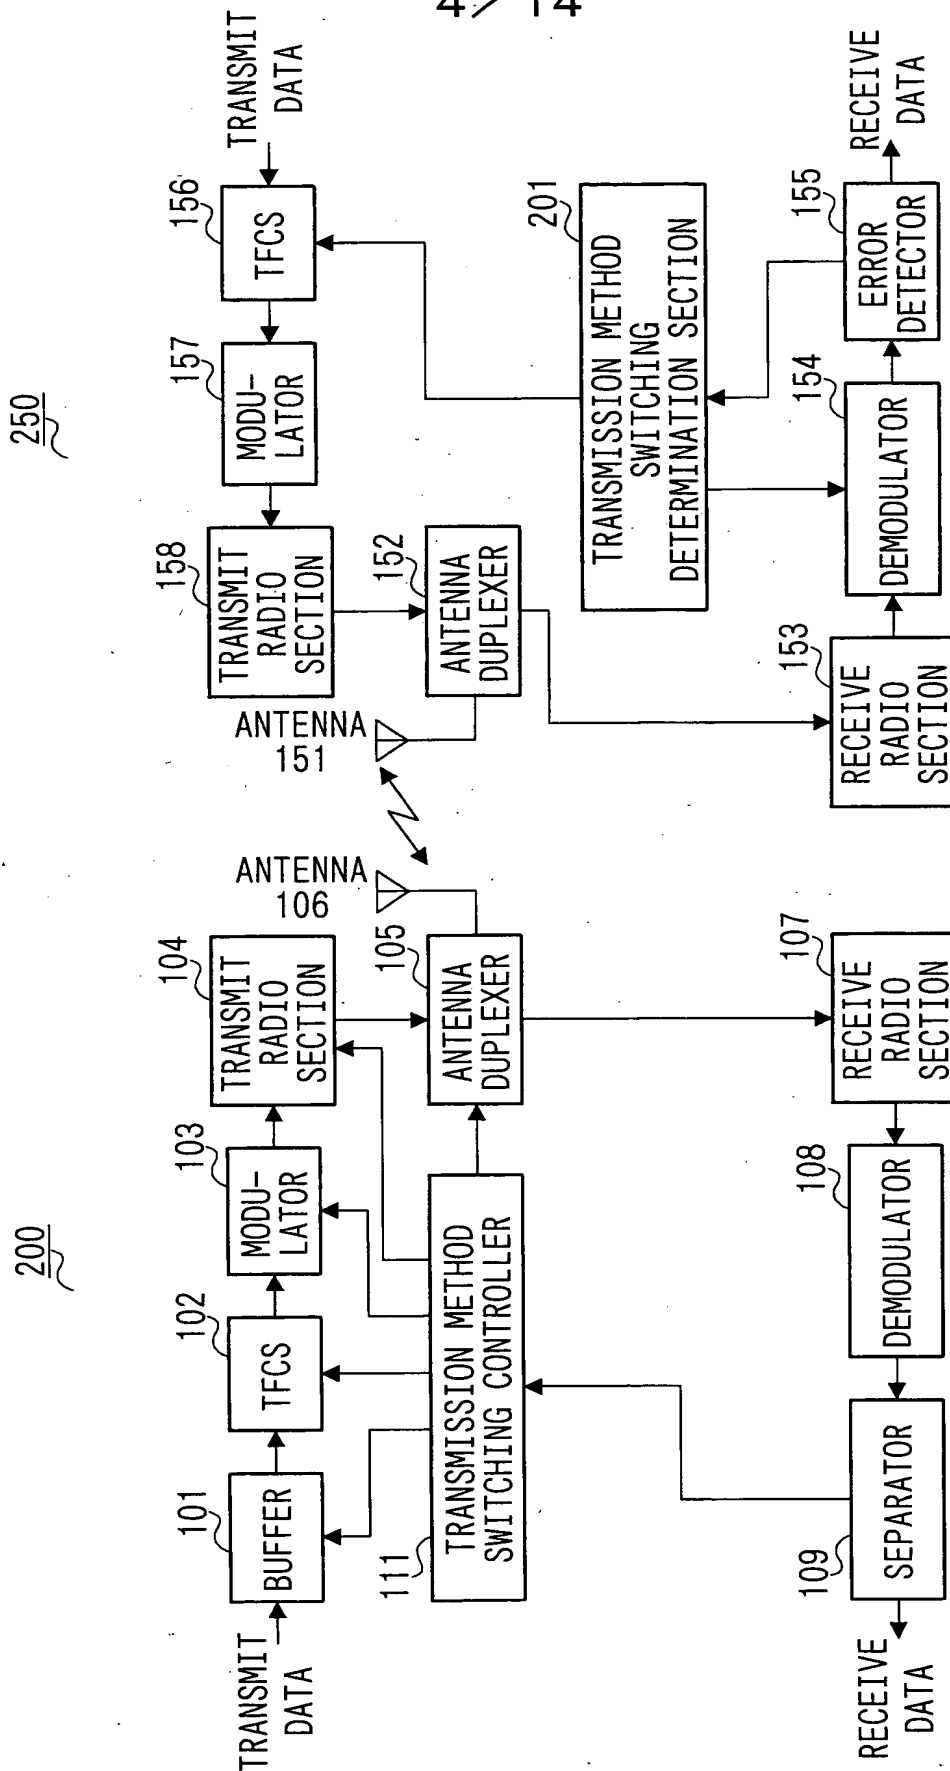 4/14
200
TRANSMIT
DATA
101
BUFFER
102
TFCS
103
MODU-
LATOR
104
TRANSMIT
RADIO
SECTION
111
TRANSMISSION METHOD
SWITCHING CONTROLLER
105
ANTENNA
DUPLEXER
ANTENNA
106
RECEIVE
DATA
109
SEPARATOR
108
DEMODULATOR
107
RECEIVE
RADIO
SECTION
250
158
TRANSMIT
RADIO
SECTION
157
MODU-
LATOR
156
TFCS
TRANSMIT
DATA
ANTENNA
151
152
ANTENNA
DUPLEXER
201
TRANSMISSION METHOD
SWITCHING
DETERMINATION SECTION
153
RECEIVE
RADIO
SECTION
154
DEMODULATOR
155
ERROR
DETECTOR
RECEIVE
DATA